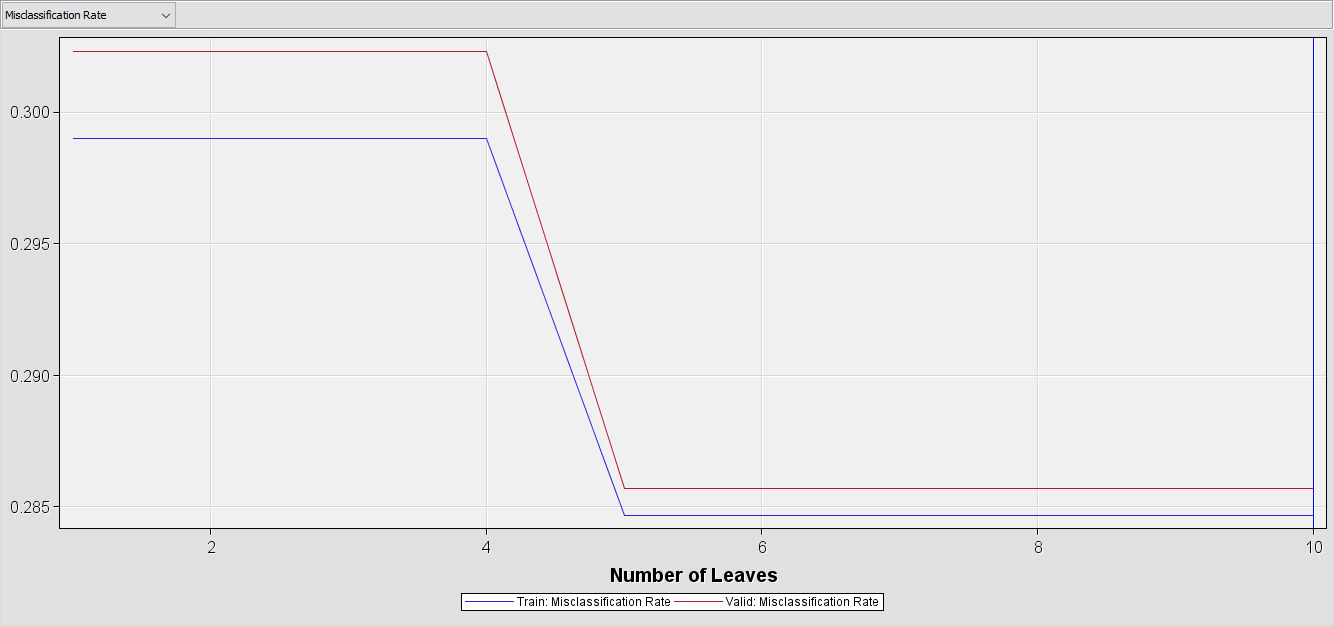 Misclassification Rate
0.300
0.295
0.290
0.285
2 4 6 8 10
Number of Leaves
Train: Misclassification Rate Valid: Misclassification Rate